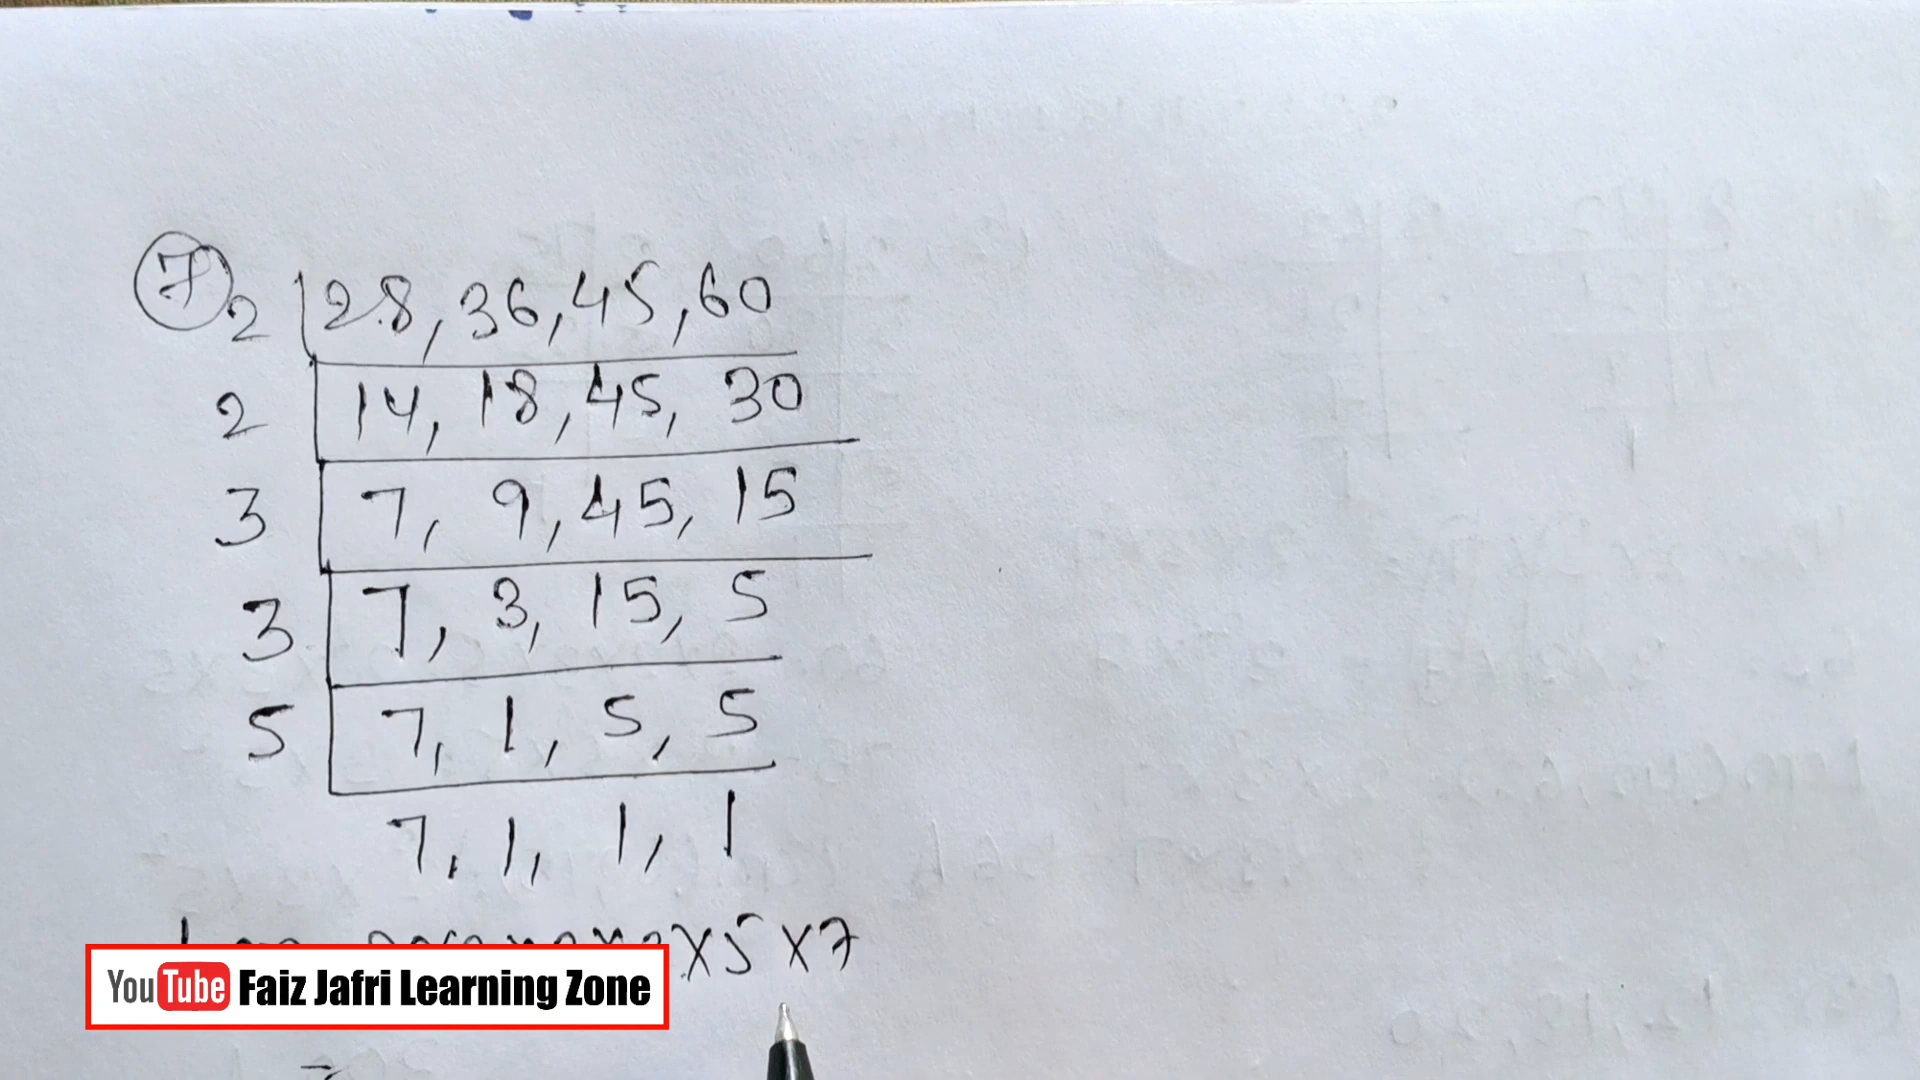 7
2 28, 36, 45, 60
2 14, 18, 45, 30
3 7, 9, 45, 15
3 7, 3, 15, 5
5 7, 1, 5, 5
7, 1, 1, 1
X5 X7
YouTube Faiz Jafri Learning Zone